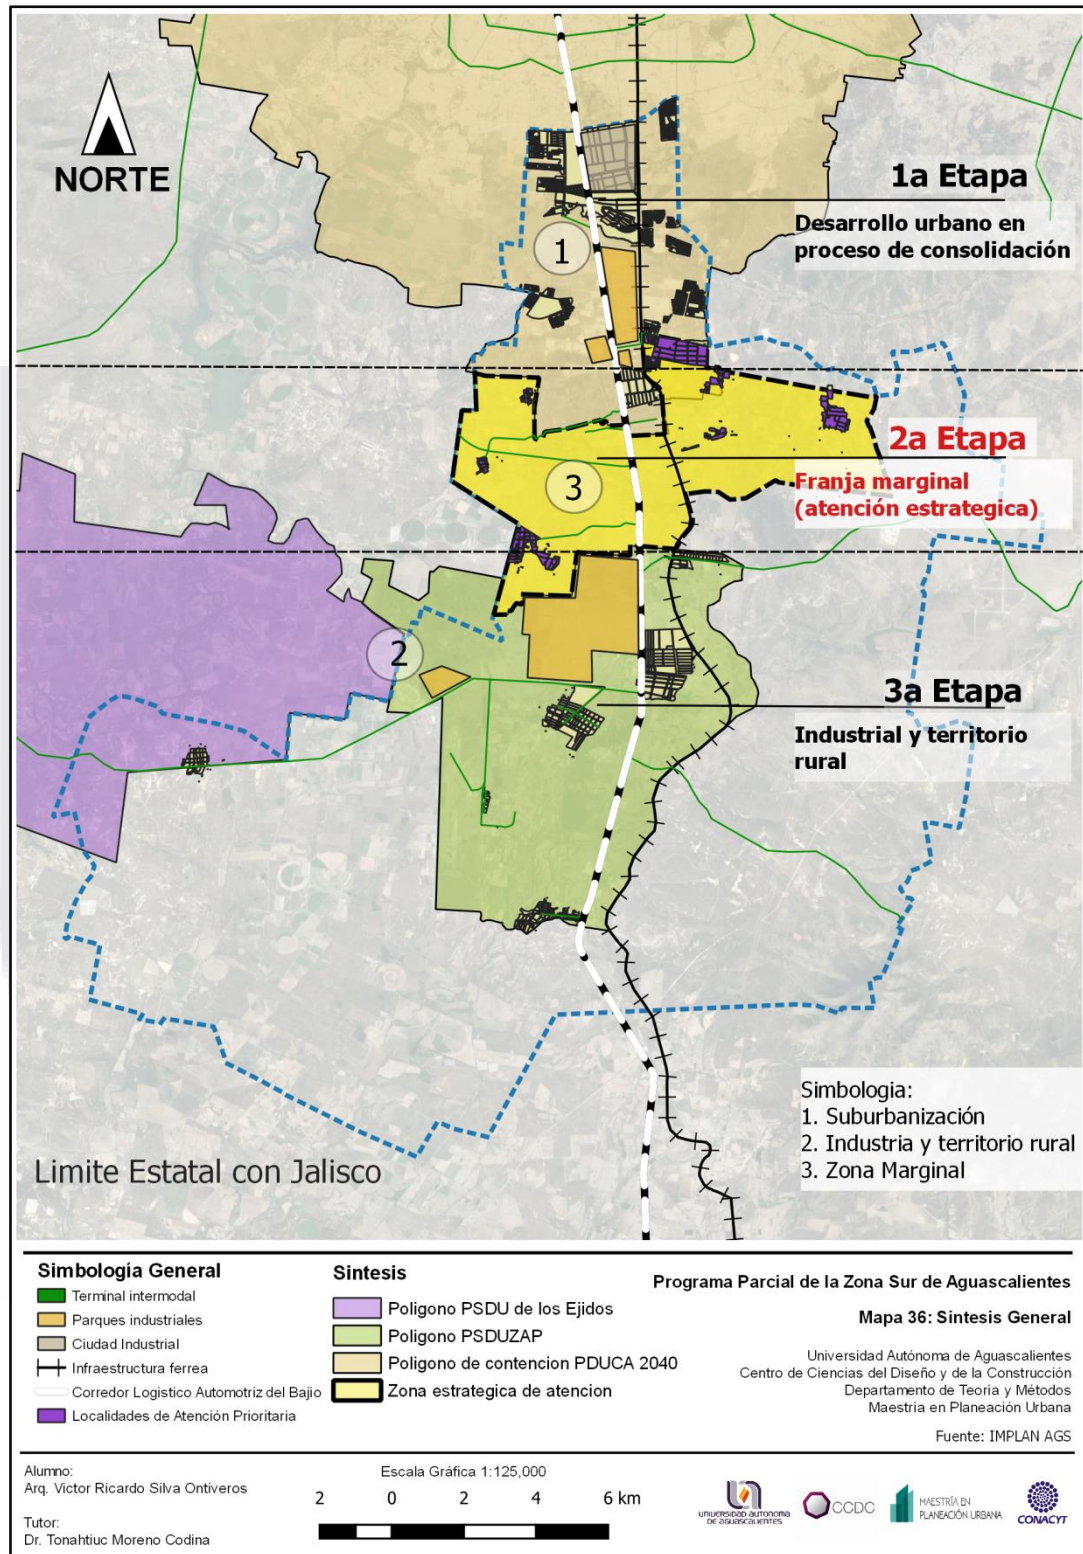 NORTE
1a Etapa
Desarrollo urbano en
proceso de consolidación
1
2a Etapa
Franja marginal
(atención estrategica)
3
2
3a Etapa
Industrial y territorio
rural
Simbologia:
1. Suburbanización
2. Industria y territorio rural
3. Zona Marginal
Limite Estatal con Jalisco
Simbología General
Terminal intermodal
Parques industriales
Ciudad Industrial
Infraestructura ferrea
Corredor Logistico Automotriz del Bajio
Localidades de Atención Prioritaria
Sintesis
Poligono PSDU de los Ejidos
Poligono PSDUZAP
Poligono de contencion PDUCA 2040
Zona estrategica de atencion
Programa Parcial de la Zona Sur de Aguascalientes
Mapa 36: Sintesis General
Universidad Autónoma de Aguascalientes
Centro de Ciencias del Diseño y de la Construcción
Departamento de Teoria y Métodos
Maestria en Planeación Urbana
Fuente: IMPLAN AGS
Alumno:
Arq. Victor Ricardo Silva Ontiveros
Tutor:
Dr. Tonahtiuc Moreno Codina
Escala Gráfica 1:125,000
2 0 2 4 6 km
UNIVERSIDAD AUTONOMA
DE AGUASCALIENTES
CCDC
MAESTRÍA EN
PLANEACIÓN URBANA
CONACYT